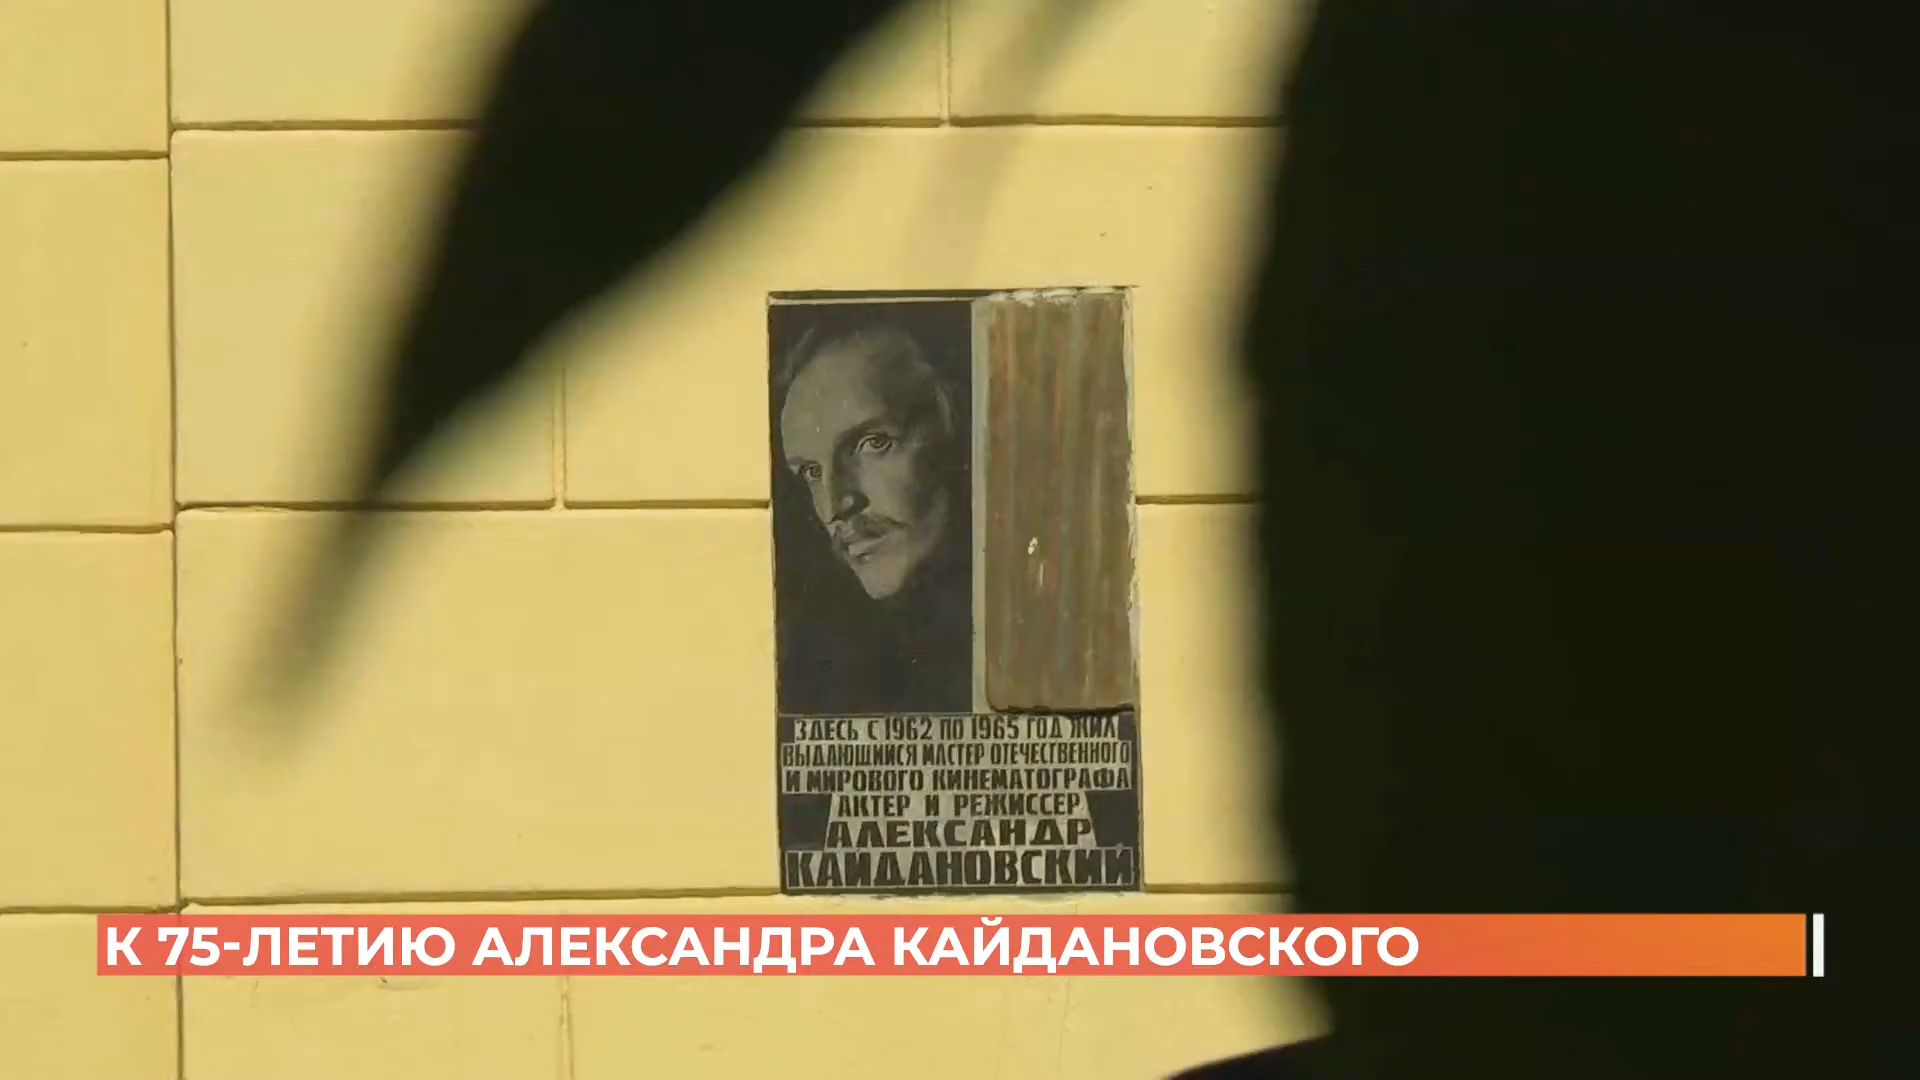 ЗДЕСЬ С 1962 ПО 1965 ГОД ЖИЛ
ВЫДАЮЩИЙСЯ МАСТЕР ОТЕЧЕСТВЕННОГО
И МИРОВОГО КИНЕМАТОГРАФА
АКТЕР И РЕЖИССЕР
АЛЕКСАНДР
КАЙДАНОВСКИЙ
К 75-ЛЕТИЮ АЛЕКСАНДРА КАЙДАНОВСКОГО